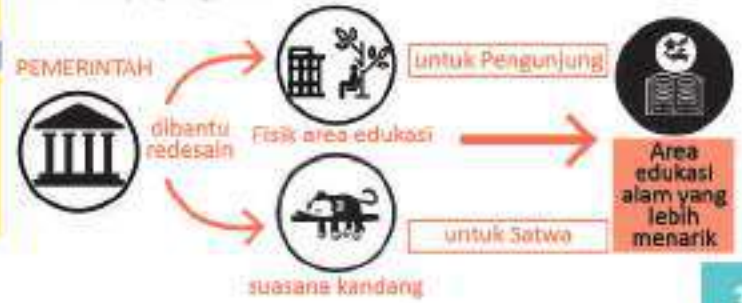 PEMERINTAH
dibantu
redesain
Fisik area edukasi
untuk Pengunjung
suasana kandang
untuk Satwa
Area
edukasi
alam yang
lebih
menarik